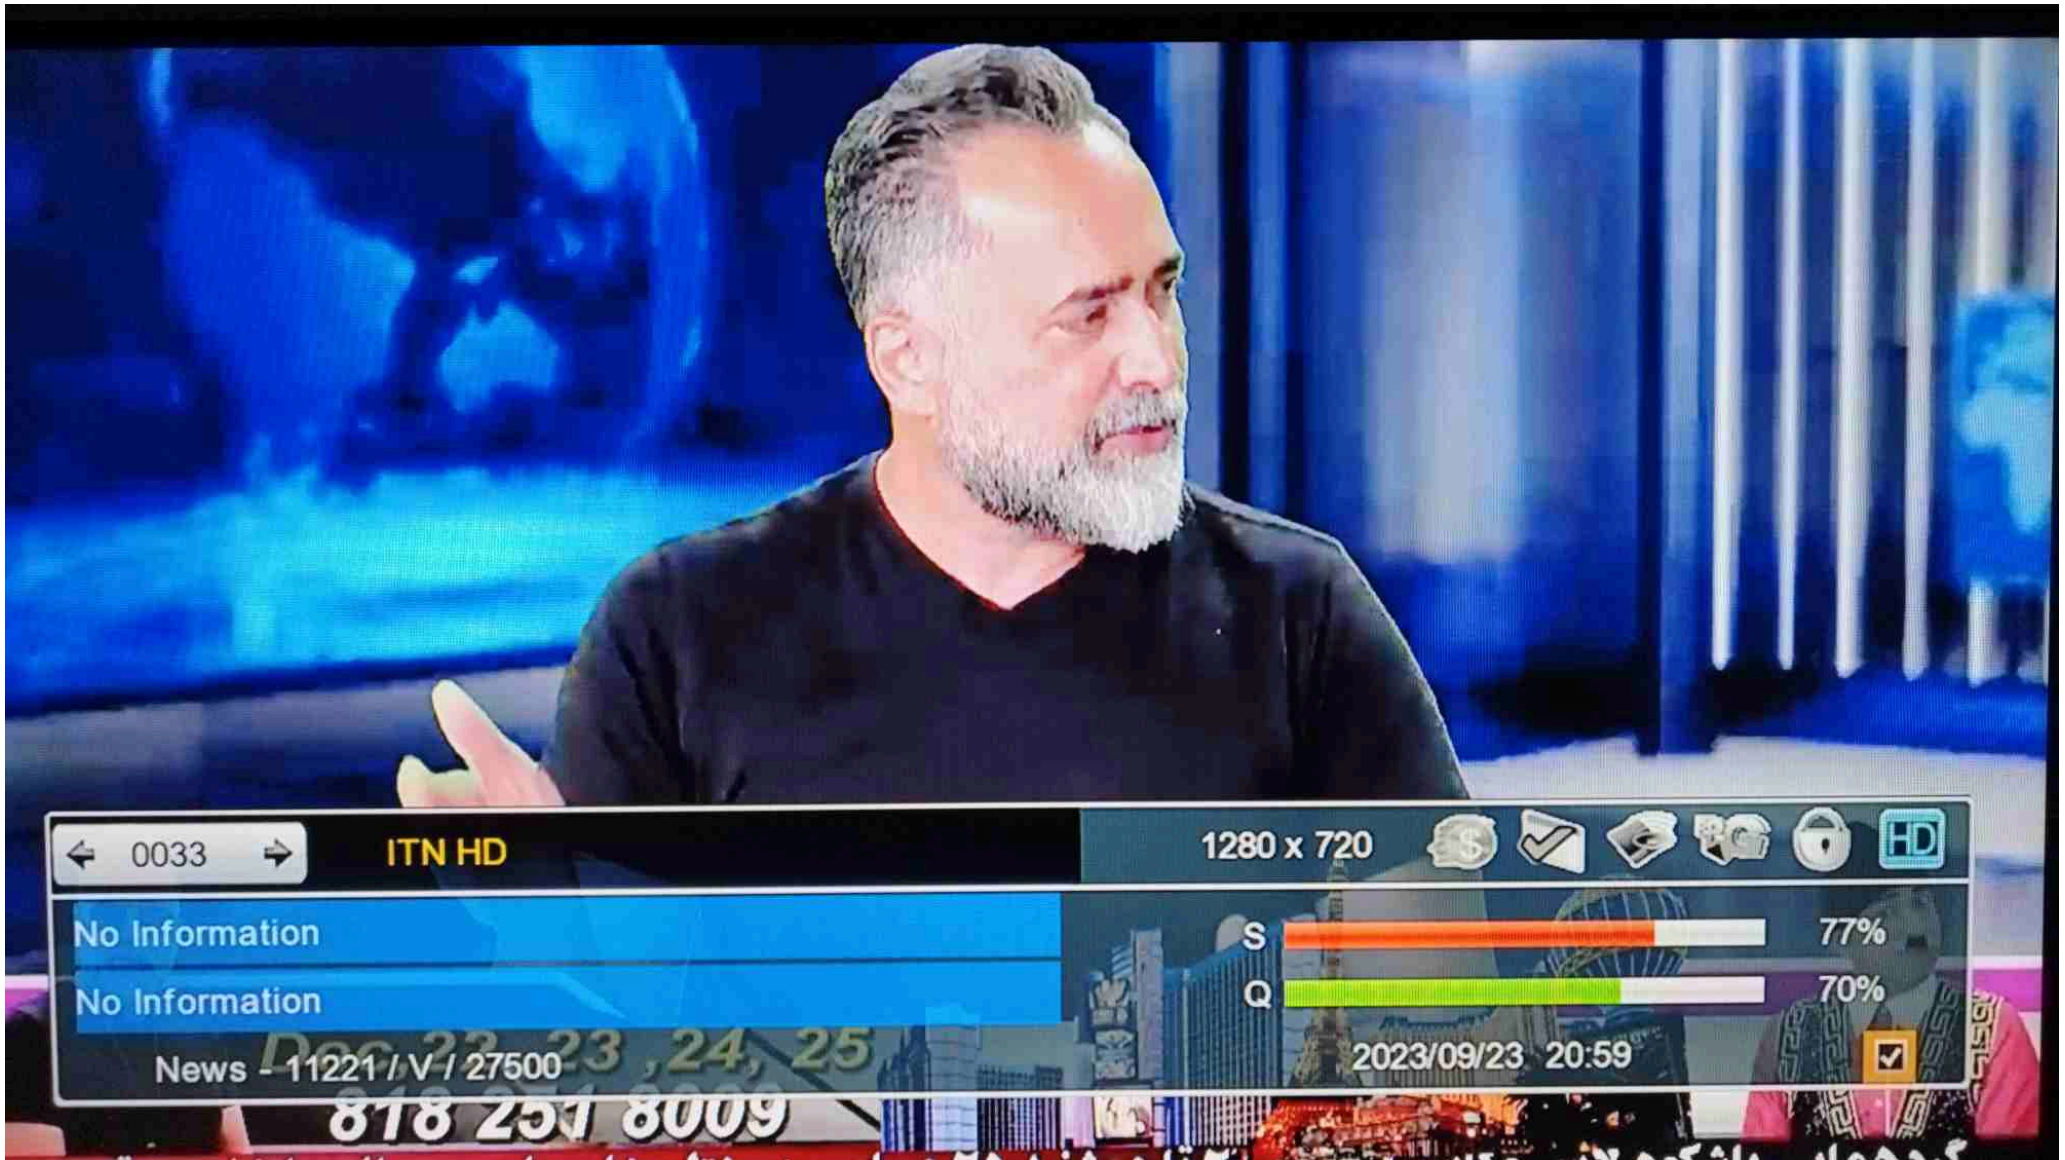 0033
ITN HD
1280 x 720
HD
No Information
S 77%
No Information
Q 70%
Dec, 22, 23 ,24, 25
News - 11221 / V / 27500
2023/09/23 20:59
818 251 8009